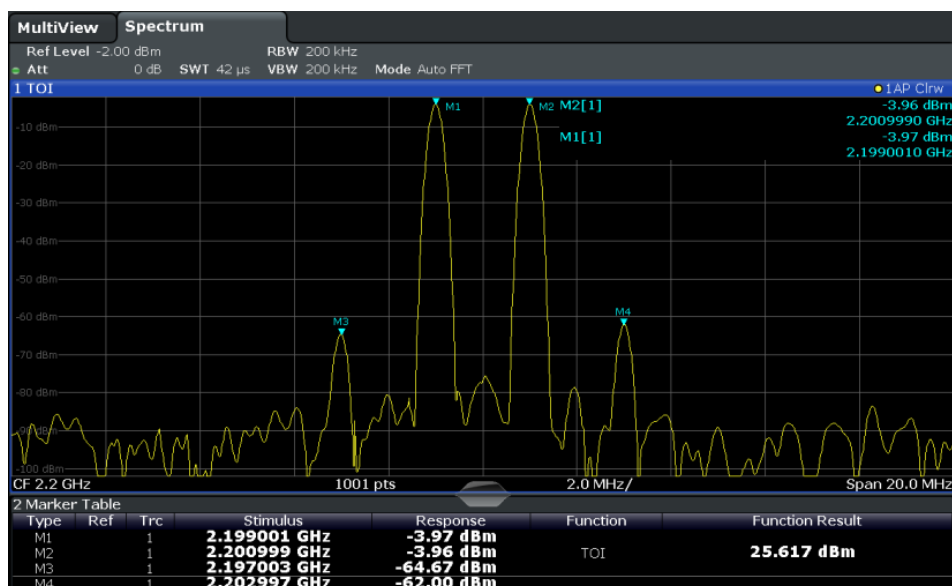 MultiView Spectrum
Ref Level -2.00 dBm RBW 200 kHz
Att 0 dB SWT 42 µs VBW 200 kHz Mode Auto FFT
1 TOI 1AP Clrw
M1 M2 M2[1] -3.96 dBm
2.2009990 GHz
M1[1] -3.97 dBm
2.1990010 GHz
-10 dBm
-20 dBm
-30 dBm
-40 dBm
-50 dBm
-60 dBm
M3 M4
-70 dBm
-80 dBm
-90 dBm
-100 dBm
CF 2.2 GHz 1001 pts 2.0 MHz/ Span 20.0 MHz
2 Marker Table
Type Ref Trc Stimulus Response Function Function Result
M1 1 2.199001 GHz -3.97 dBm
M2 1 2.200999 GHz -3.96 dBm TOI 25.617 dBm
M3 1 2.197003 GHz -64.67 dBm
M4 1 2.202997 GHz -62.00 dBm